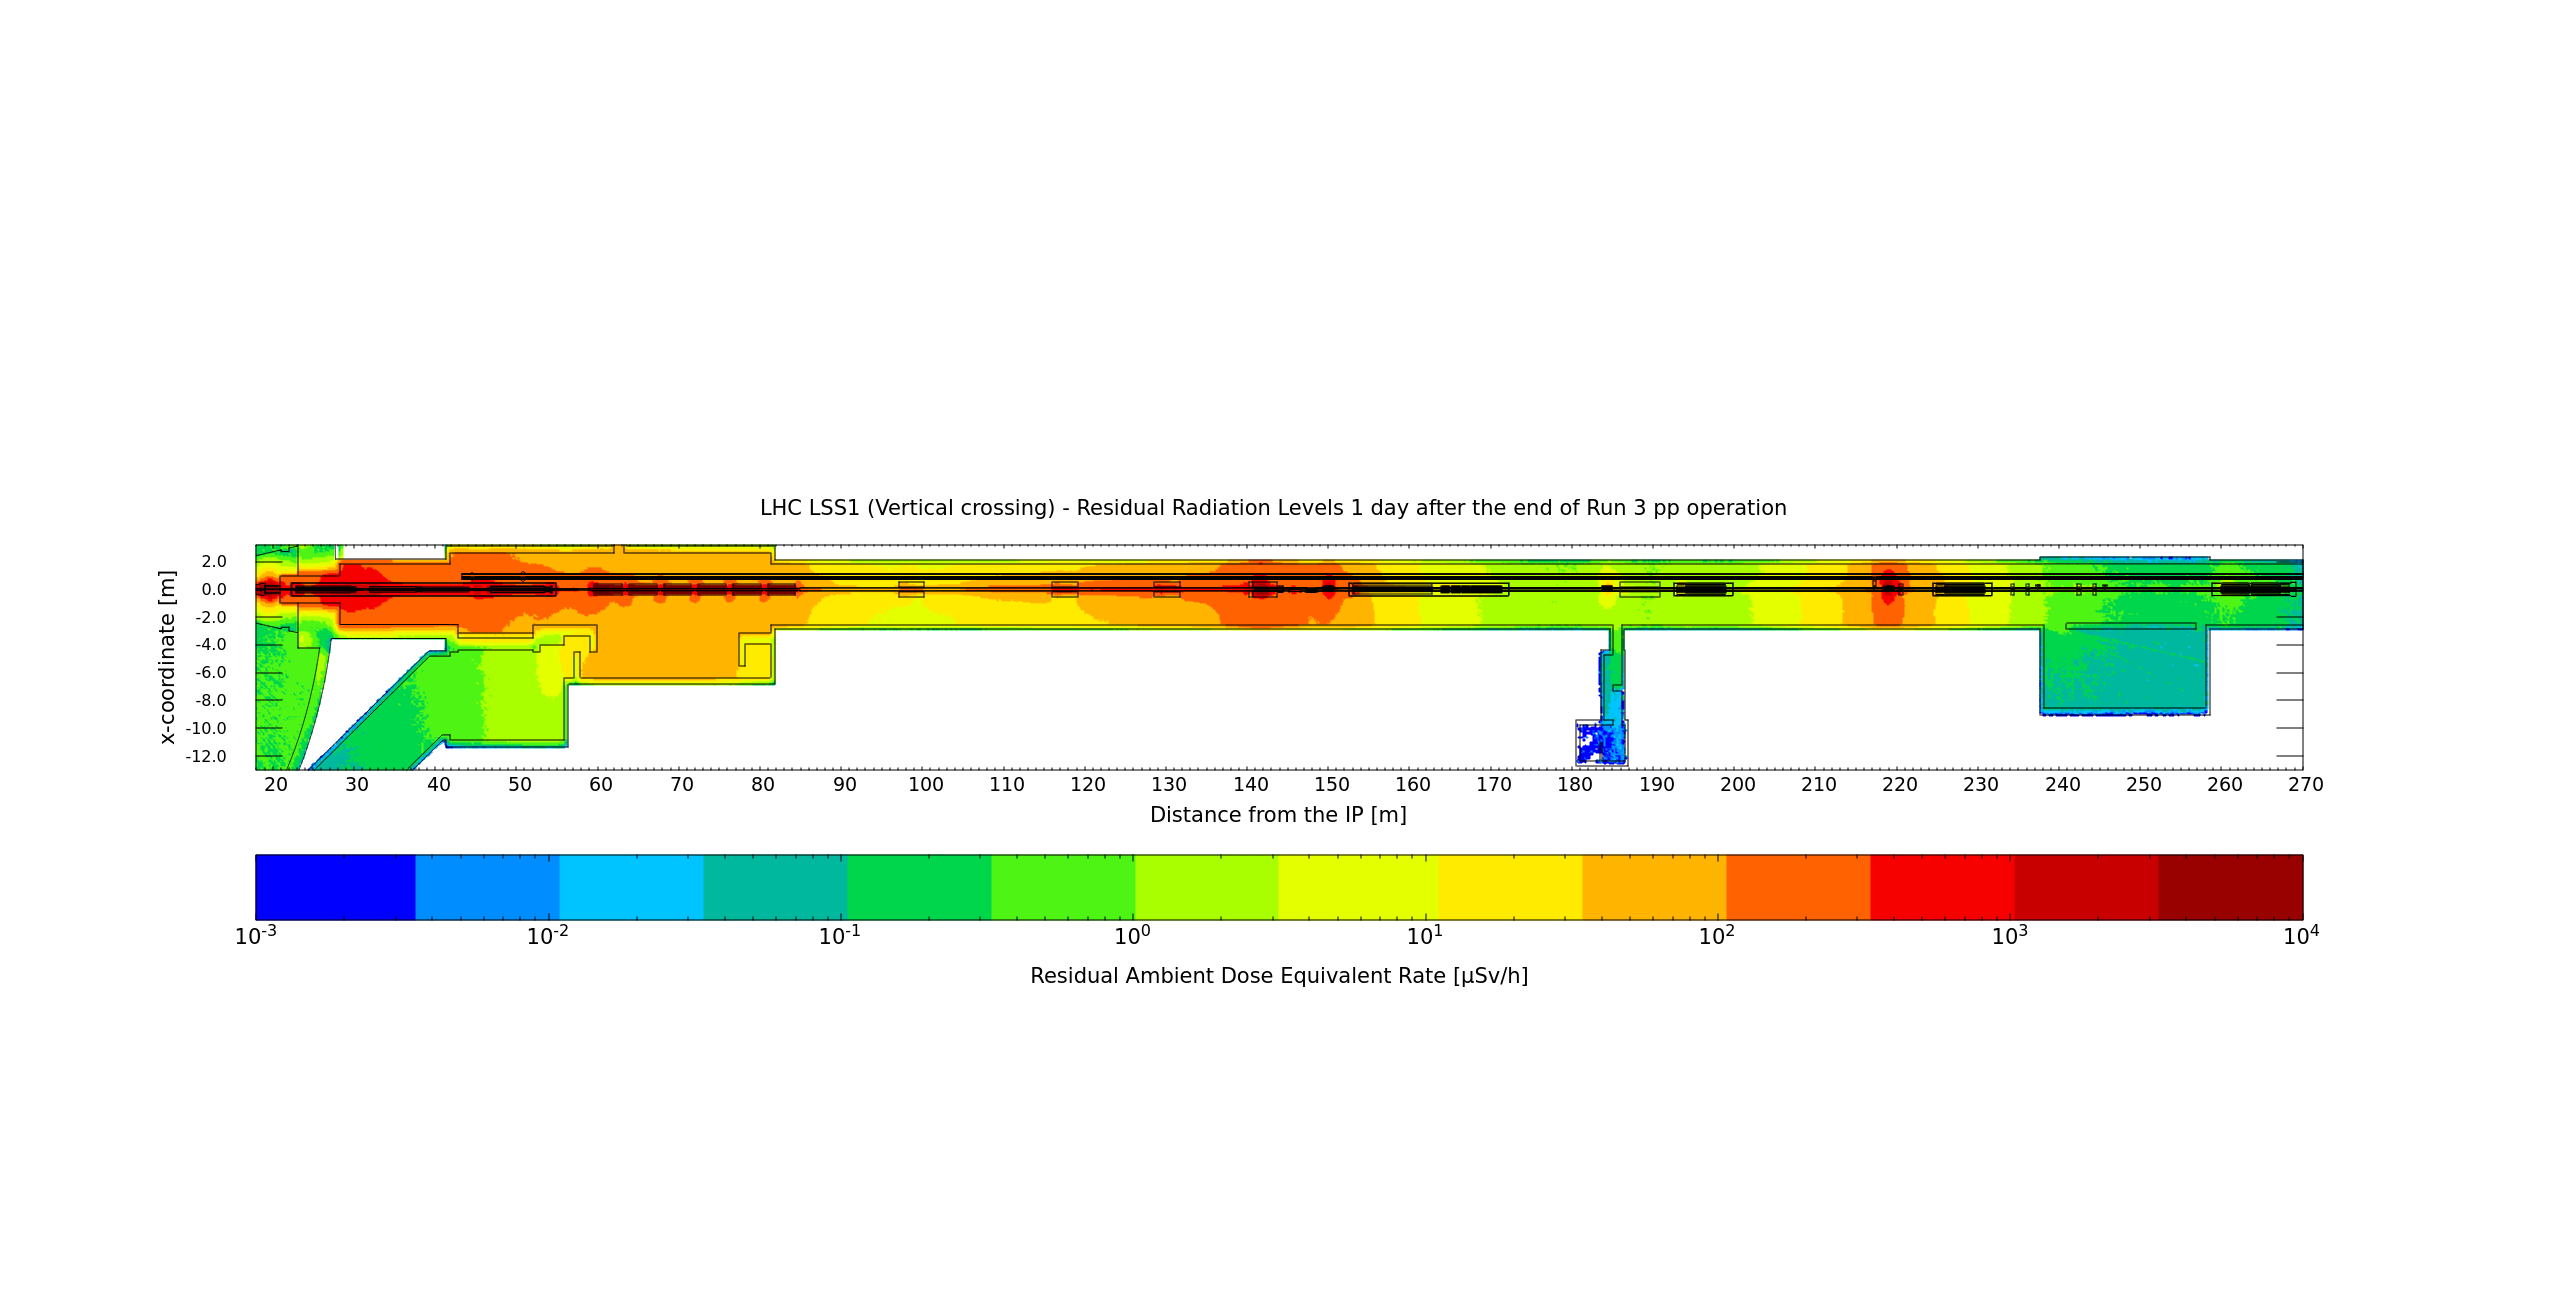 LHC LSS1 (Vertical crossing) - Residual Radiation Levels 1 day after the end of Run 3 pp operation
x-coordinate [m]
2.0
0.0
-2.0
-4.0
-6.0
-8.0
-10.0
-12.0
20 30 40 50 60 70 80 90 100 110 120 130 140 150 160 170 180 190 200 210 220 230 240 250 260 270
Distance from the IP [m]
10⁻³ 10⁻² 10⁻¹ 10⁰ 10¹ 10² 10³ 10⁴
Residual Ambient Dose Equivalent Rate [µSv/h]